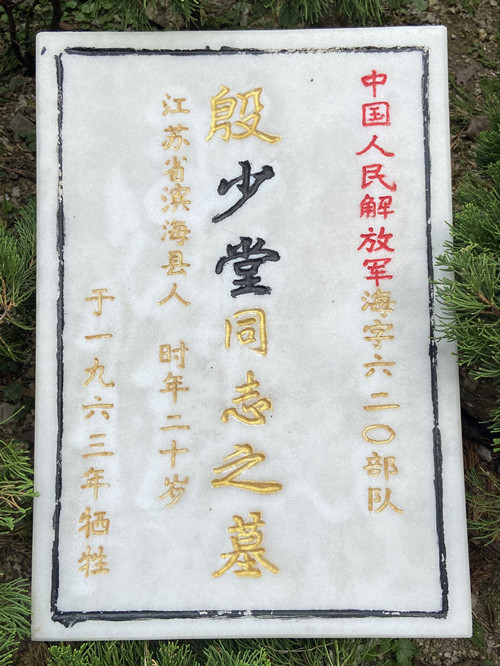 中国人民解放军海字六二〇部队
殷少堂同志之墓
江苏省滨海县人 时年二十岁
于一九六三年牺牲